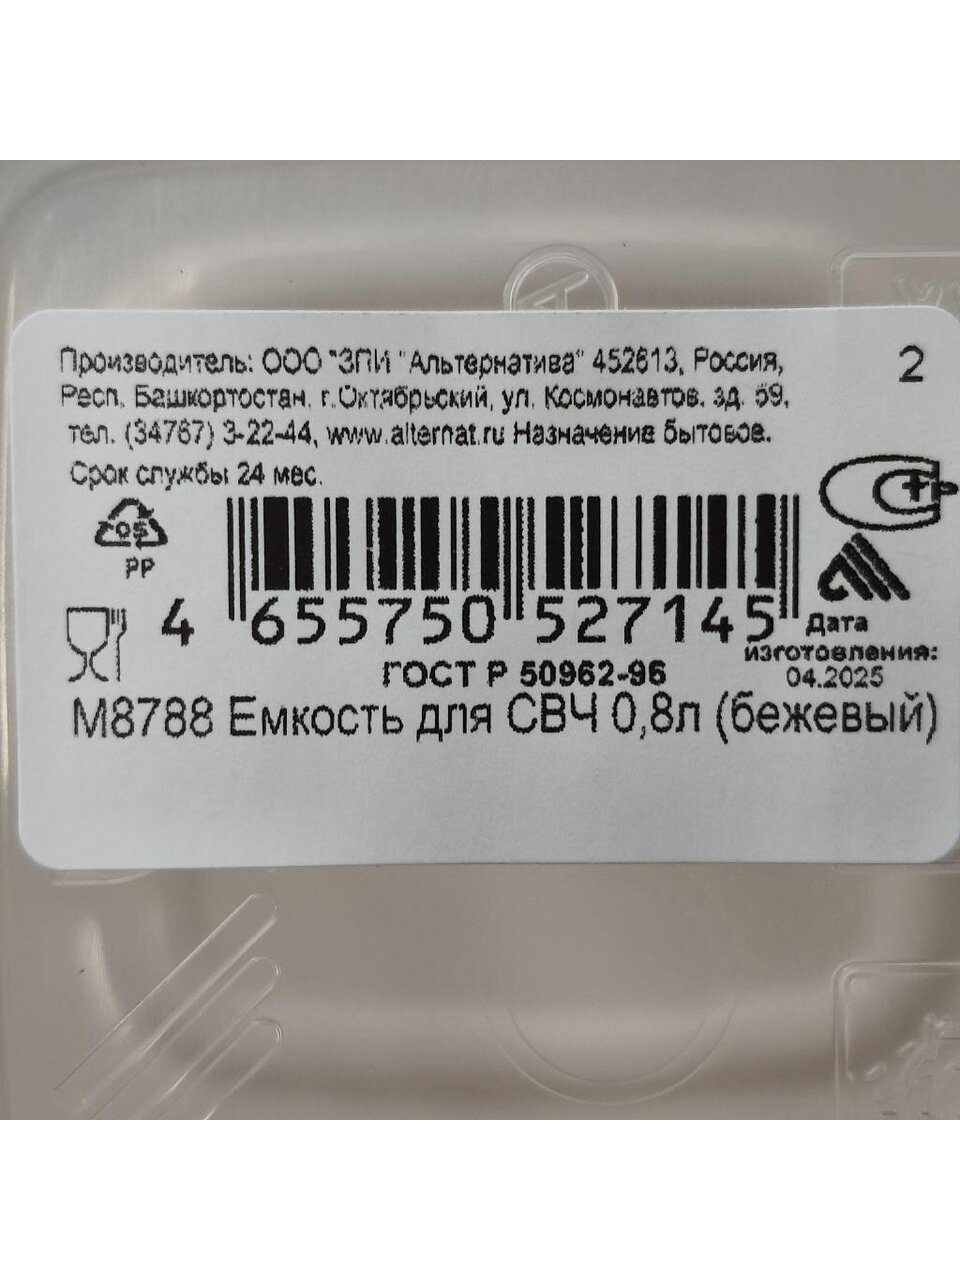 Производитель: ООО "ЗПИ "Альтернатива" 452613, Россия,
2
Респ. Башкортостан, г.Октябрьский, ул. Космонавтов, зд. 59,
тел. (34767) 3-22-44, www.alternat.ru Назначение бытовое.
Срок службы 24 мес.
05
PP
4 655750 527145
Дата
изготовления:
ГОСТ Р 50962-96
04.2025
М8788 Емкость для СВЧ 0,8л (бежевый)